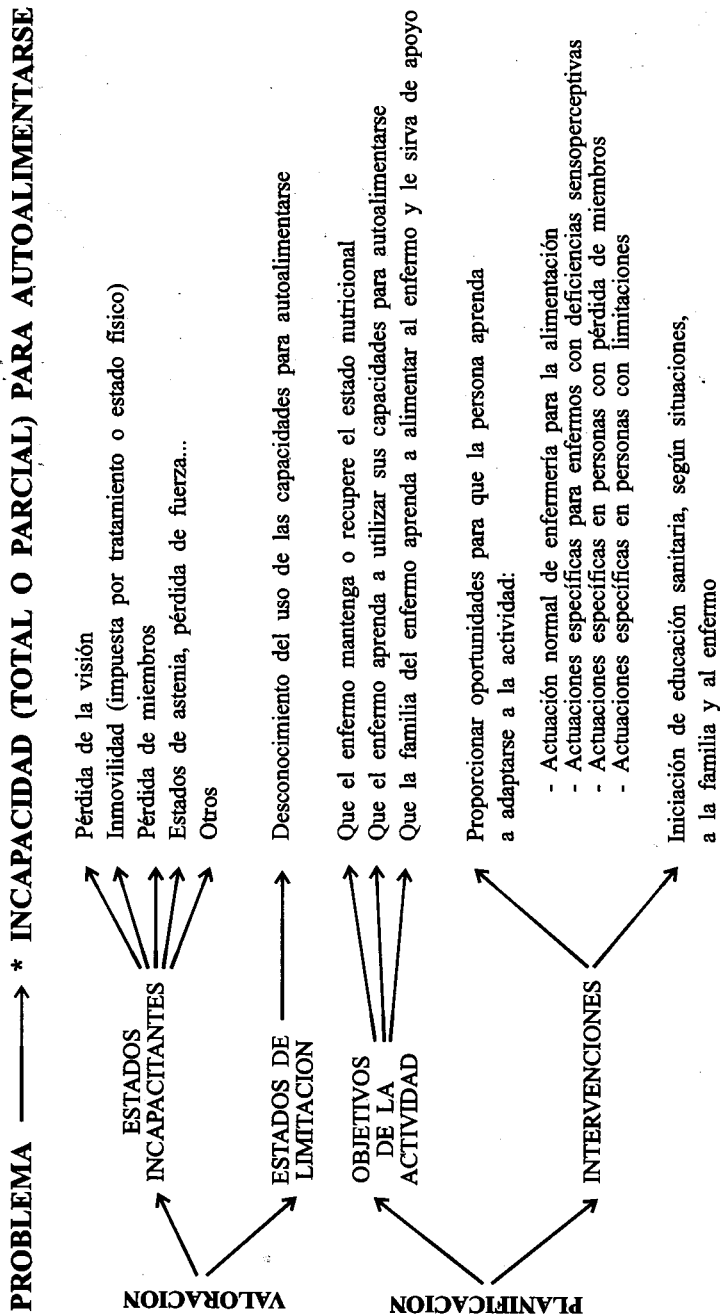 PROBLEMA → * INCAPACIDAD (TOTAL O PARCIAL) PARA AUTOALIMENTARSE
VALORACION
ESTADOS
INCAPACITANTES
Pérdida de la visión
Inmovilidad (impuesta por tratamiento o estado físico)
Pérdida de miembros
Estados de astenia, pérdida de fuerza...
Otros
ESTADOS DE
LIMITACION
Desconocimiento del uso de las capacidades para autoalimentarse
PLANIFICACION
OBJETIVOS
DE LA
ACTIVIDAD
Que el enfermo mantenga o recupere el estado nutricional
Que el enfermo aprenda a utilizar sus capacidades para autoalimentarse
Que la familia del enfermo aprenda a alimentar al enfermo y le sirva de apoyo
INTERVENCIONES
Proporcionar oportunidades para que la persona aprenda
a adaptarse a la actividad:
- Actuación normal de enfermería para la alimentación
- Actuaciones específicas para enfermos con deficiencias sensoperceptivas
- Actuaciones específicas en personas con pérdida de miembros
- Actuaciones específicas en personas con limitaciones
Iniciación de educación sanitaria, según situaciones,
a la familia y al enfermo